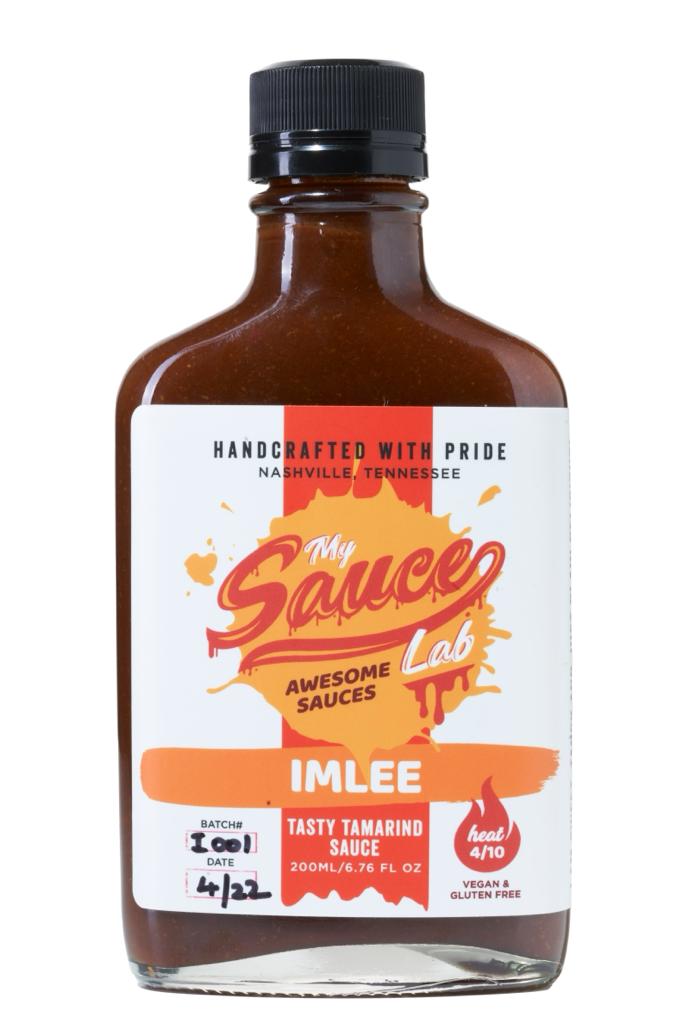 HANDCRAFTED WITH PRIDE
NASHVILLE, TENNESSEE
My
Sauce
Lab
AWESOME
SAUCES
IMLEE
BATCH#
I001
DATE
4/22
TASTY TAMARIND
SAUCE
200ML/6.76 FL OZ
heat
4/10
VEGAN &
GLUTEN FREE